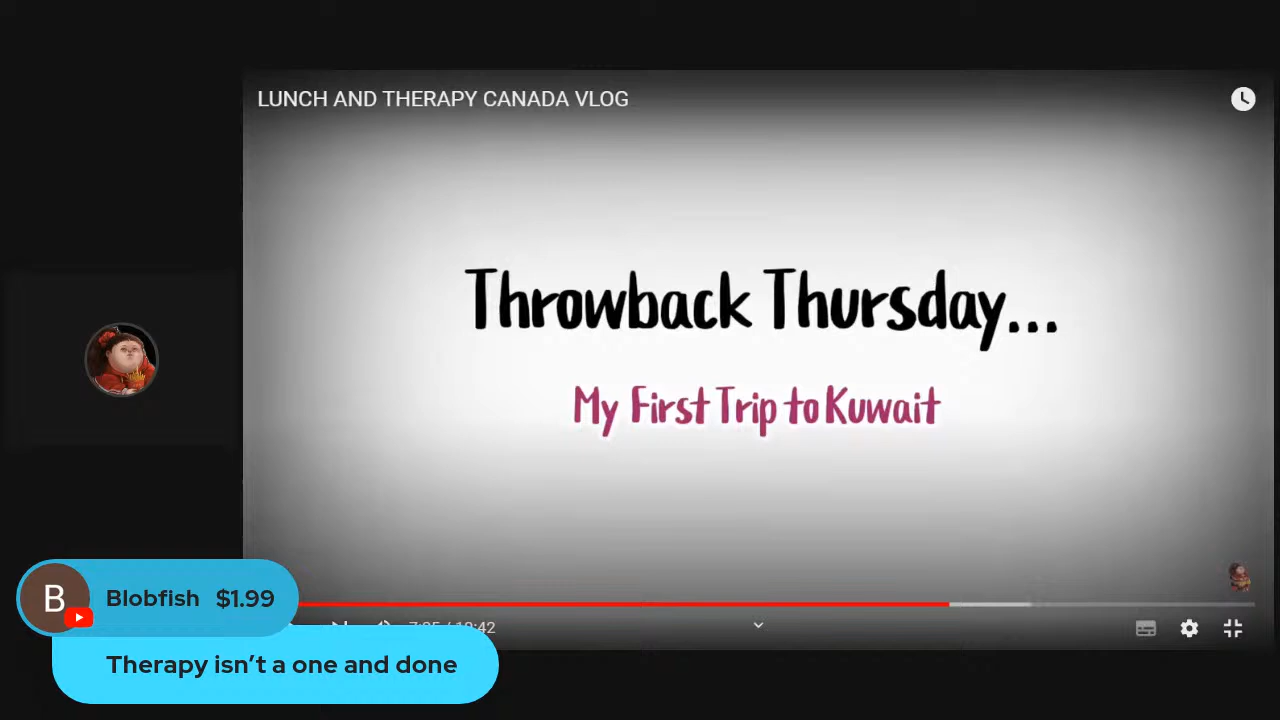 LUNCH AND THERAPY CANADA VLOG
Throwback Thursday...
My First Trip to Kuwait
B
Blobfish $1.99
Therapy isn't a one and done